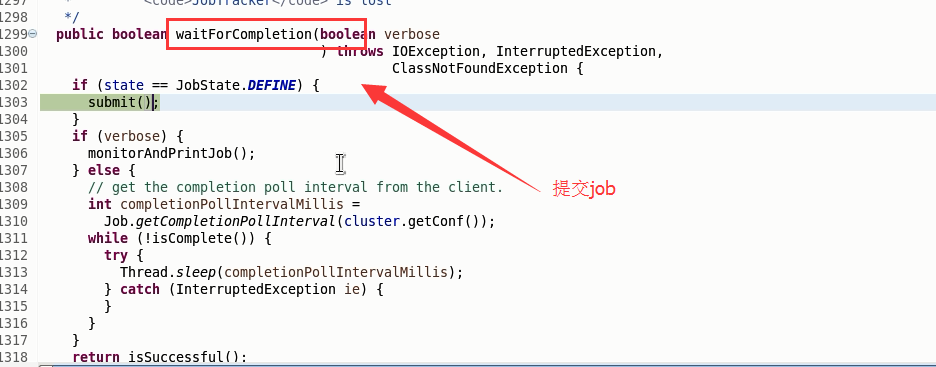 1297 * <code>JobTracker</code> is lost
1298 */
1299 public boolean waitForCompletion(boolean verbose
1300 ) throws IOException, InterruptedException,
1301 ClassNotFoundException {
1302 if (state == JobState.DEFINE) {
1303 submit();
1304 }
1305 if (verbose) {
1306 monitorAndPrintJob();
1307 } else {
1308 // get the completion poll interval from the client.
1309 int completionPollIntervalMillis =
提交job
1310 Job.getCompletionPollInterval(cluster.getConf());
1311 while (!isComplete()) {
1312 try {
1313 Thread.sleep(completionPollIntervalMillis);
1314 } catch (InterruptedException ie) {
1315 }
1316 }
1317 }
1318 return isSuccessful();